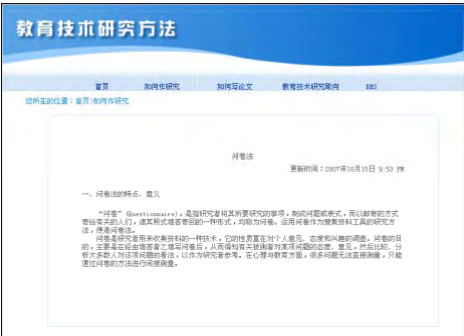 教育技术研究方法
首页 如何作研究 如何写论文 教育技术研究取向 BBS
您所在的位置：首页>如何作研究
问卷法
更新时间：2007年10月15日 9:53 PM
一、问卷法的特点、意义
“问卷”（Questionnaire），是指研究者将其所要研究的事项，制成问题或表式，而以邮寄的方式
寄给有关的人们，请其照式填答寄回的一种形式，均称为问卷。运用问卷作为搜集资料工具的研究方
法，便是问卷法。
问卷是研究者用来收集资料的一种技术，它的性质重在对个人意见、态度和兴趣的调查。问卷的目
的，主要是在经由填答者之填写问卷后，从而得知有关被测者对某项问题的态度、意见，然后比较、分
析大多数人对该项问题的看法，以作为研究者参考。在心理与教育方面，很多问题无法直接测量，只能
通过问卷的方法进行间接测量。